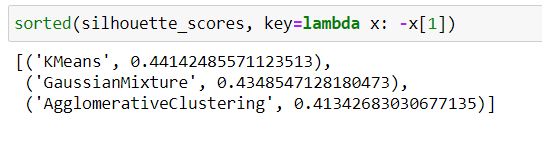 sorted(silhouette_scores, key=lambda x: -x[1])
[('KMeans', 0.44142485571123513),
('GaussianMixture', 0.4348547128180473),
('AgglomerativeClustering', 0.41342683030677135)]